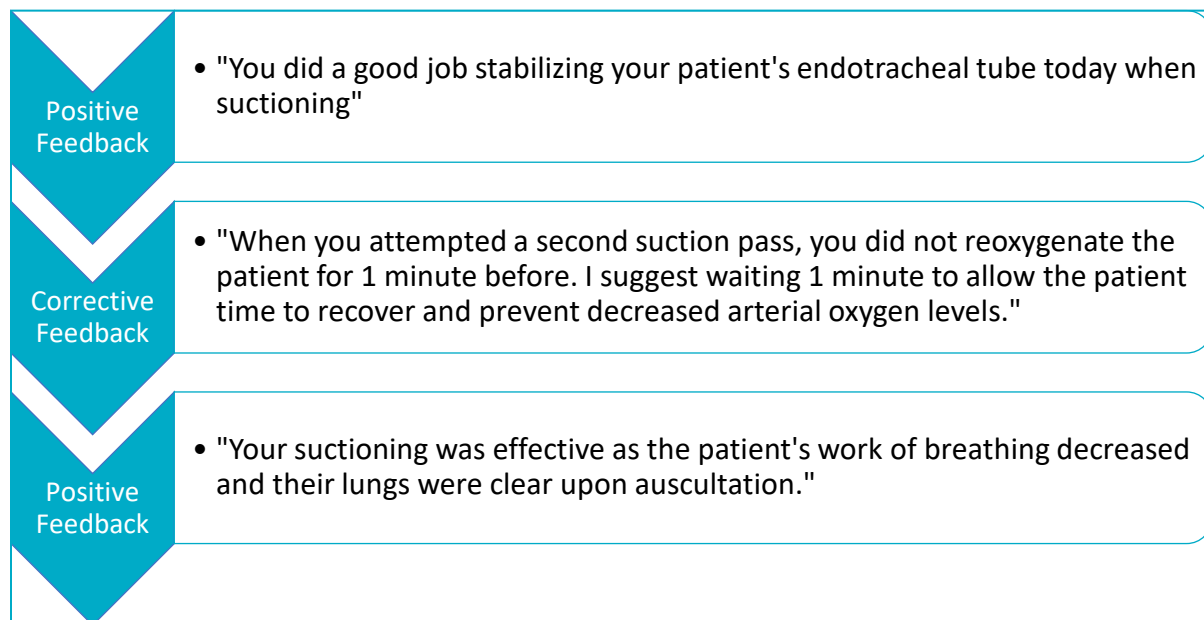 Positive
Feedback
• "You did a good job stabilizing your patient's endotracheal tube today when
suctioning"
Corrective
Feedback
• "When you attempted a second suction pass, you did not reoxygenate the
patient for 1 minute before. I suggest waiting 1 minute to allow the patient
time to recover and prevent decreased arterial oxygen levels."
Positive
Feedback
• "Your suctioning was effective as the patient's work of breathing decreased
and their lungs were clear upon auscultation."